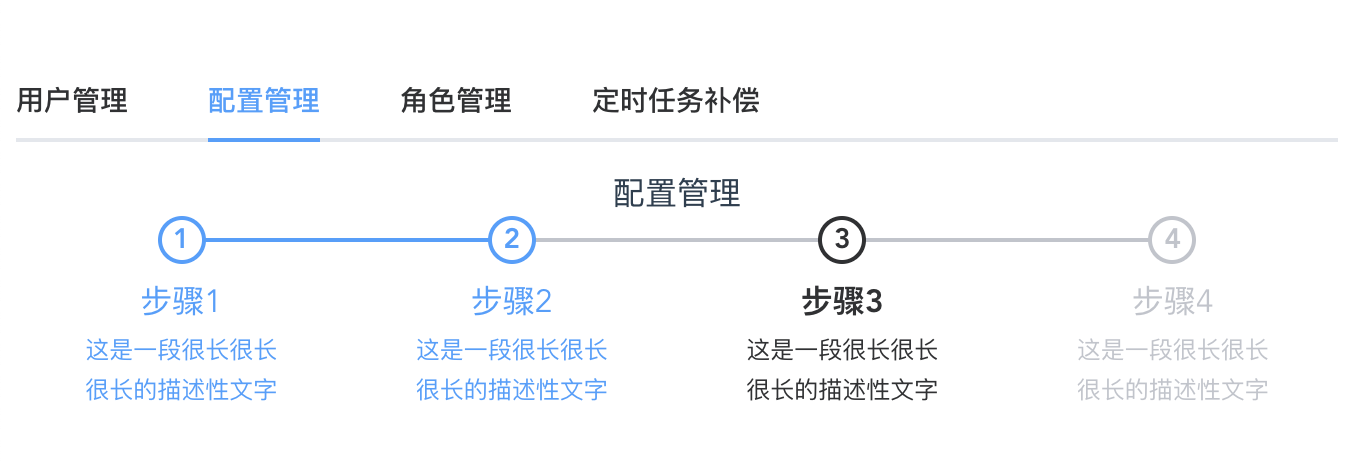 用户管理 配置管理 角色管理 定时任务补偿
配置管理
1 2 3 4
步骤1 步骤2 步骤3 步骤4
这是一段很长很长 这是一段很长很长 这是一段很长很长 这是一段很长很长
很长的描述性文字 很长的描述性文字 很长的描述性文字 很长的描述性文字